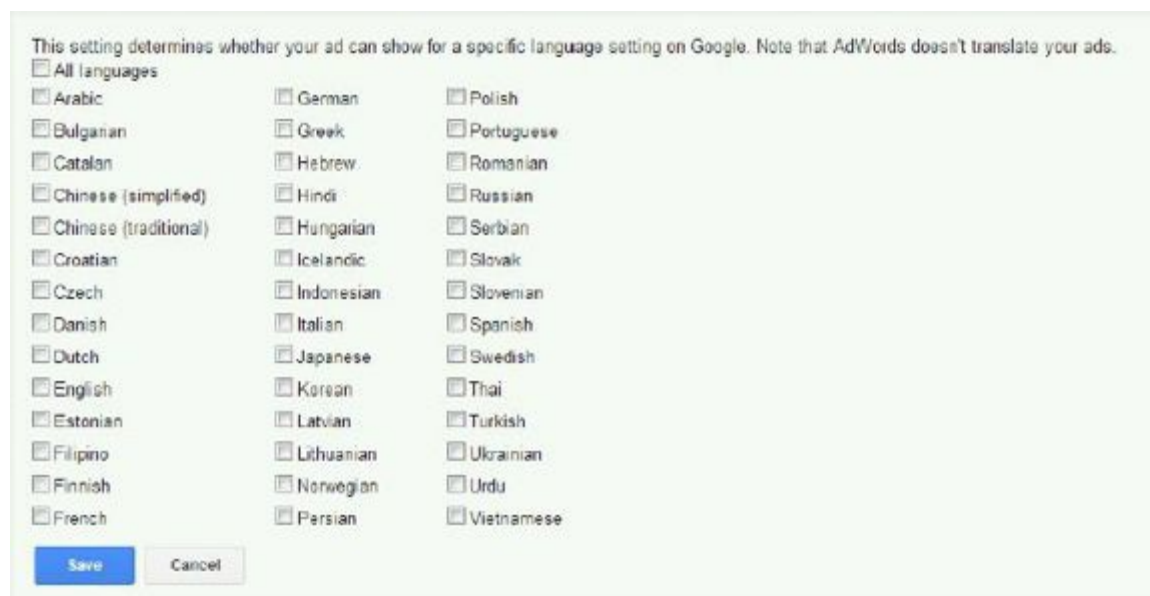 This setting determines whether your ad can show for a specific language setting on Google. Note that AdWords doesn't translate your ads.
All languages
Arabic German Polish
Bulgarian Greek Portuguese
Catalan Hebrew Romanian
Chinese (simplified) Hindi Russian
Chinese (traditional) Hungarian Serbian
Croatian Icelandic Slovak
Czech Indonesian Slovenian
Danish Italian Spanish
Dutch Japanese Swedish
English Korean Thai
Estonian Latvian Turkish
Filipino Lithuanian Ukrainian
Finnish Norwegian Urdu
French Persian Vietnamese
Save Cancel